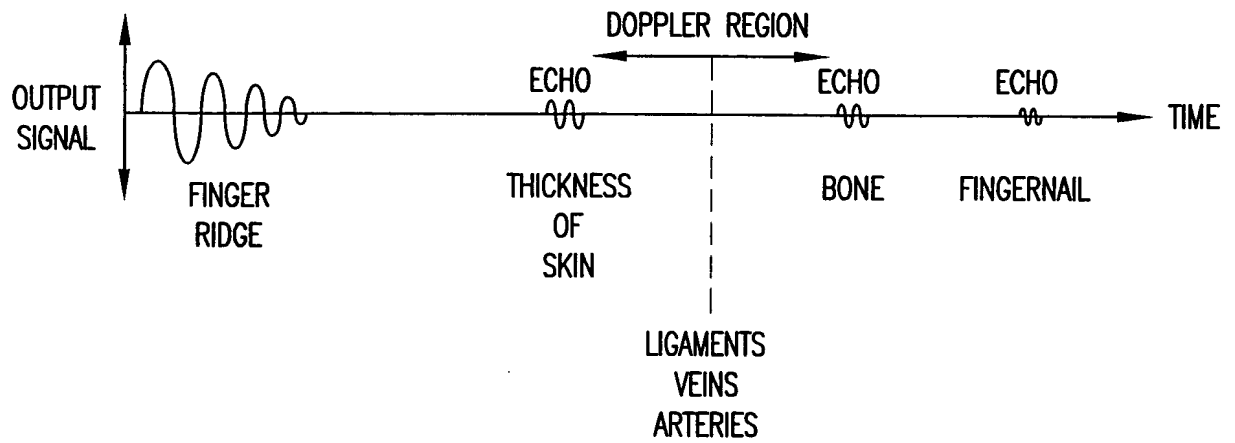 DOPPLER REGION
ECHO
ECHO
ECHO
OUTPUT
SIGNAL
TIME
FINGER
RIDGE
THICKNESS
OF
SKIN
BONE
FINGERNAIL
LIGAMENTS
VEINS
ARTERIES